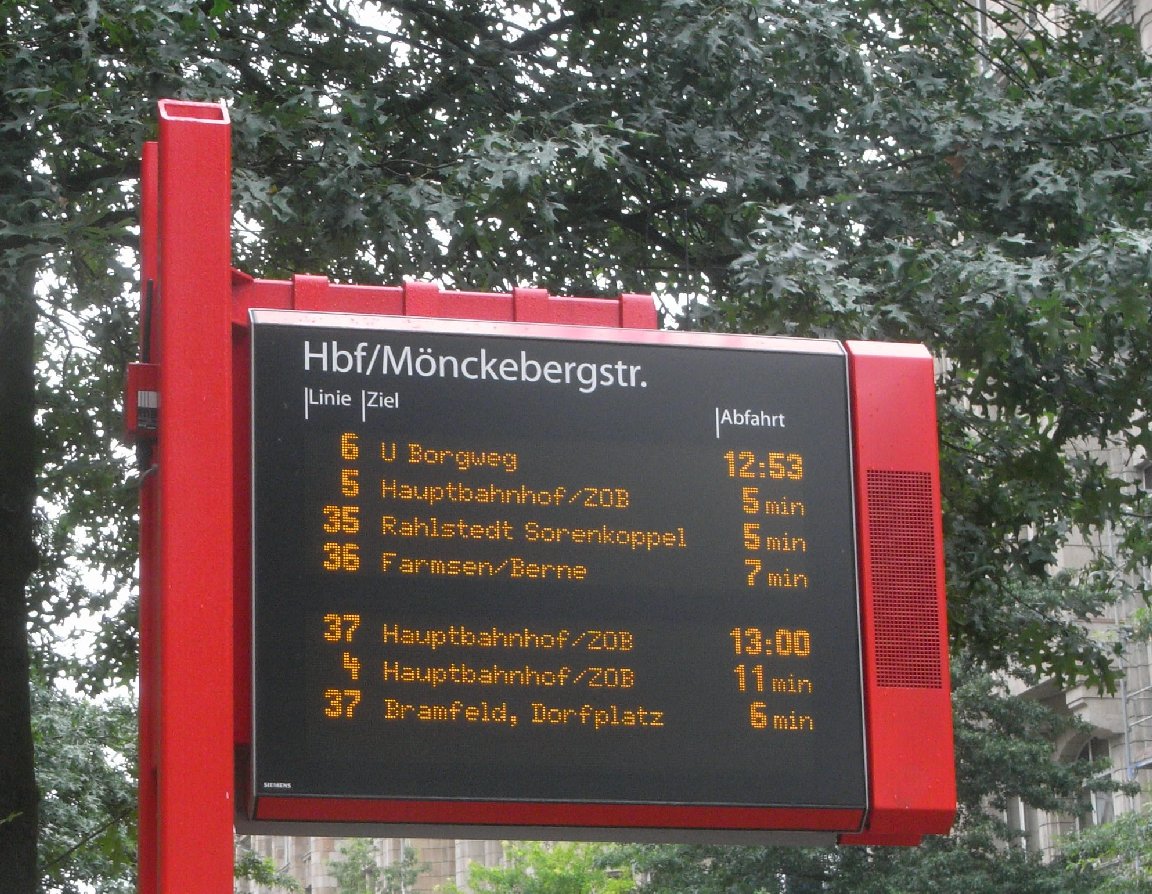 Hbf/Mönckebergstr.
Linie Ziel Abfahrt
6 U Borgweg 12:53
5 Hauptbahnhof/ZOB 5 min
35 Rahlstedt Sorenkoppel 5 min
36 Farmsen/Berne 7 min
37 Hauptbahnhof/ZOB 13:00
4 Hauptbahnhof/ZOB 11 min
37 Bramfeld, Dorfplatz 6 min
SIEMENS